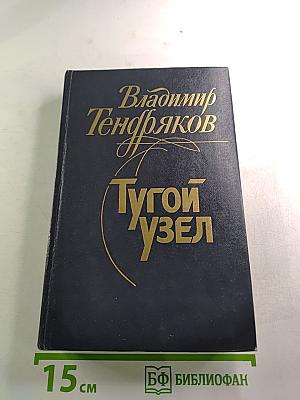 Владимир
Тендряков
Тугой
узел
15 см
БФ БИБЛИОФАН